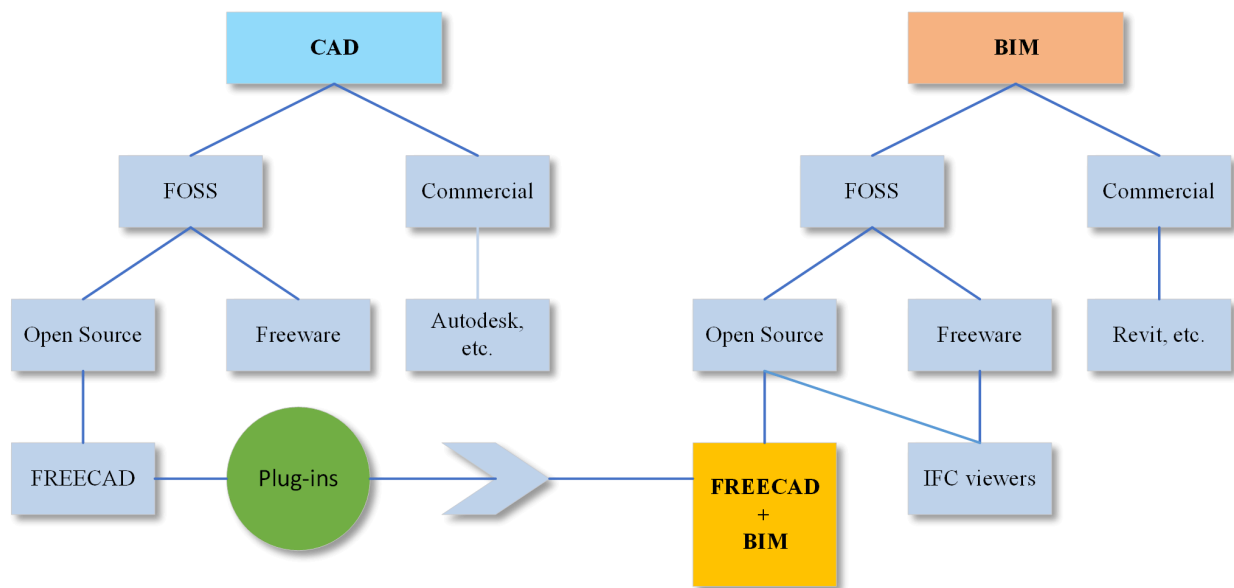 CAD
BIM
FOSS
Commercial
FOSS
Commercial
Open Source
Freeware
Autodesk,
etc.
Open Source
Freeware
Revit, etc.
FREECAD
Plug-ins
FREECAD
+
BIM
IFC viewers